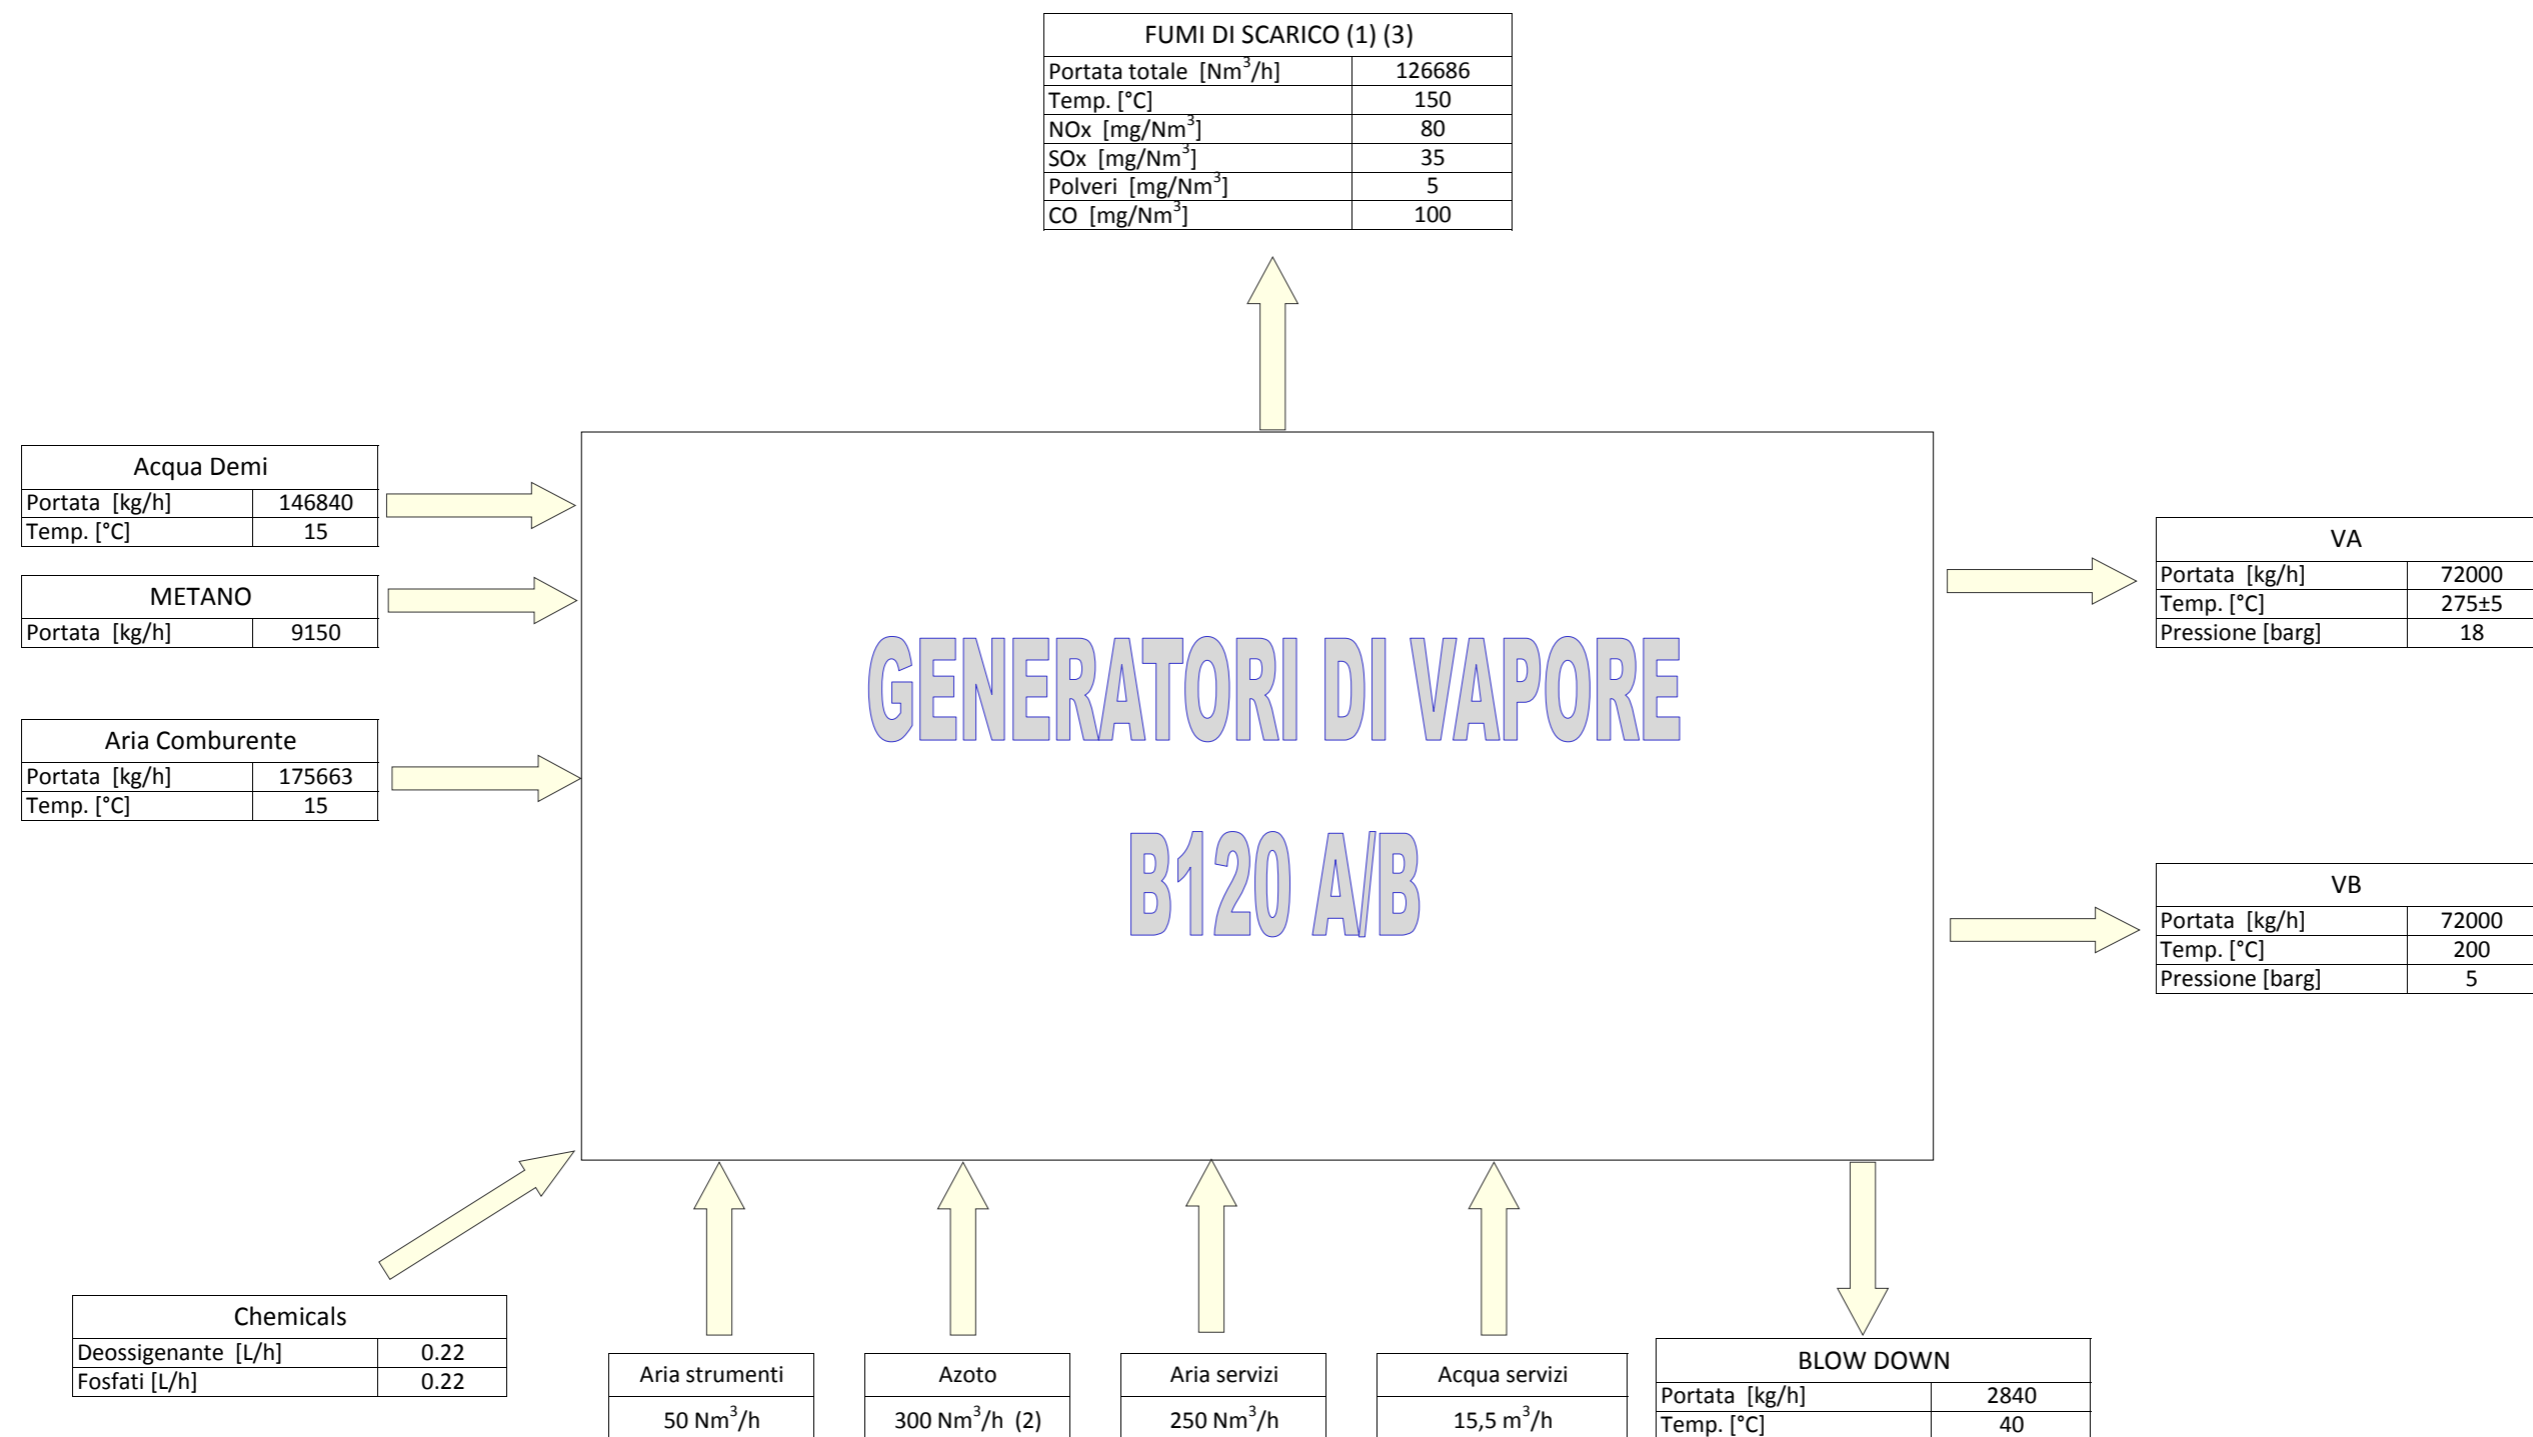 FUMI DI SCARICO (1) (3)
Portata totale [Nm³/h] 126686
Temp. [°C] 150
NOx [mg/Nm³] 80
SOx [mg/Nm³] 35
Polveri [mg/Nm³] 5
CO [mg/Nm³] 100
Acqua Demi
Portata [kg/h] 146840
Temp. [°C] 15
METANO
Portata [kg/h] 9150
Aria Comburente
Portata [kg/h] 175663
Temp. [°C] 15
GENERATORI DI VAPORE
B120 A/B
VA
Portata [kg/h] 72000
Temp. [°C] 275±5
Pressione [barg] 18
VB
Portata [kg/h] 72000
Temp. [°C] 200
Pressione [barg] 5
Chemicals
Deossigenante [L/h] 0.22
Fosfati [L/h] 0.22
Aria strumenti
50 Nm³/h
Azoto
300 Nm³/h (2)
Aria servizi
250 Nm³/h
Acqua servizi
15,5 m³/h
BLOW DOWN
Portata [kg/h] 2840
Temp. [°C] 40